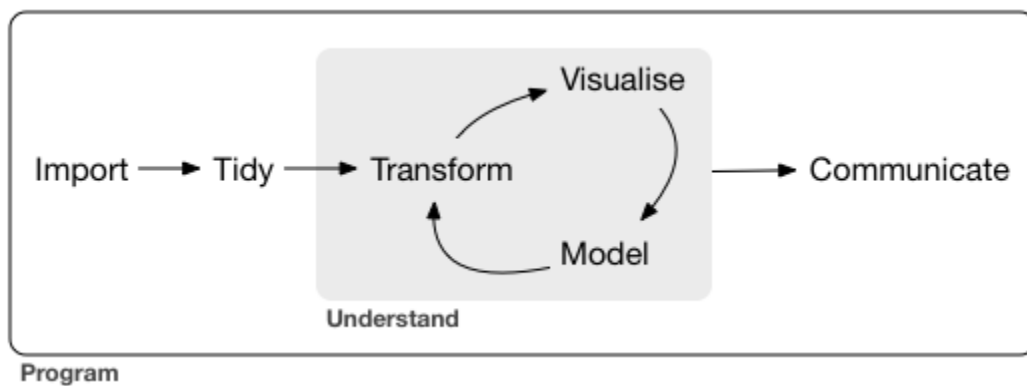 Visualise
Import Tidy Transform Communicate
Model
Understand
Program